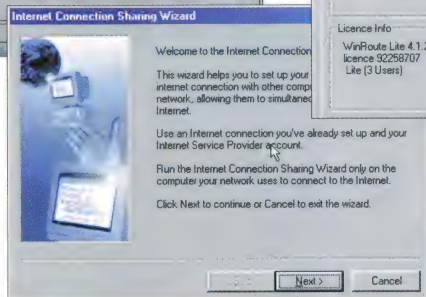 Internet Connection Sharing Wizard
Welcome to the Internet Connection
This wizard helps you to set up your
internet connection with other comp
network, allowing them to simultanec
Internet.
Use an Internet connection you've already set up and your
Internet Service Provider account.
Run the Internet Connection Sharing Wizard only on the
computer your network uses to connect to the Internet.
Click Next to continue or Cancel to exit the wizard.
Next >
Cancel
Licence Info
WinRoute Lite 4.1.2
licence 92258707
Lite (3 Users)